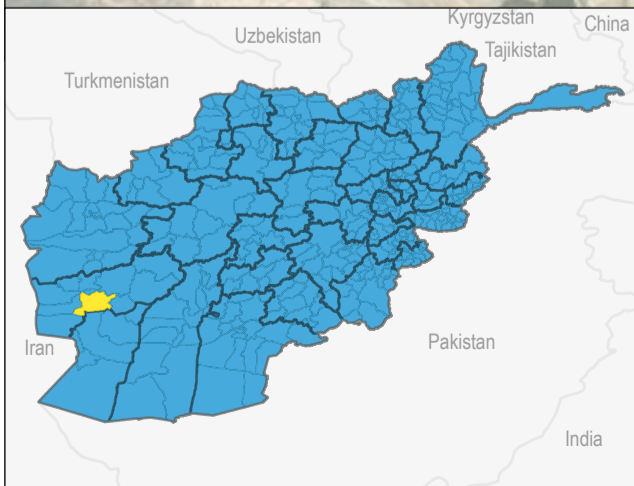 Kyrgyzstan
China
Uzbekistan
Tajikistan
Turkmenistan
Iran
Pakistan
India